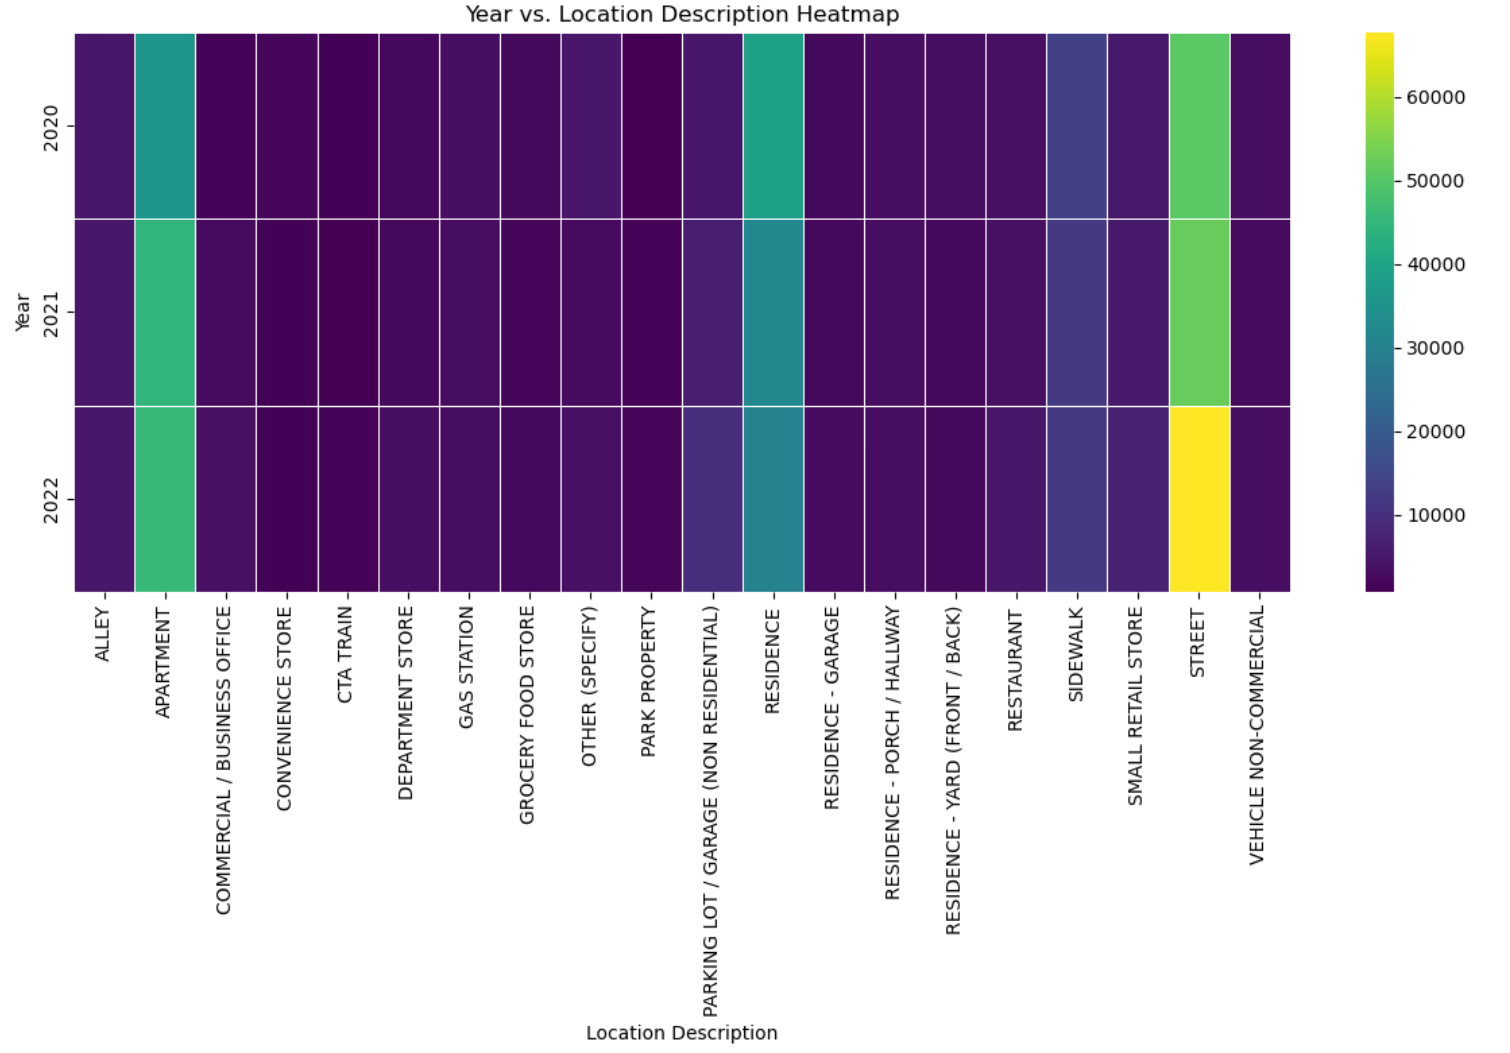 Year vs. Location Description Heatmap
Year
2020
2021
2022
ALLEY
APARTMENT
COMMERCIAL / BUSINESS OFFICE
CONVENIENCE STORE
CTA TRAIN
DEPARTMENT STORE
GAS STATION
GROCERY FOOD STORE
OTHER (SPECIFY)
PARK PROPERTY
PARKING LOT / GARAGE (NON RESIDENTIAL)
RESIDENCE
RESIDENCE - GARAGE
RESIDENCE - PORCH / HALLWAY
RESIDENCE - YARD (FRONT / BACK)
RESTAURANT
SIDEWALK
SMALL RETAIL STORE
STREET
VEHICLE NON-COMMERCIAL
Location Description
60000
50000
40000
30000
20000
10000